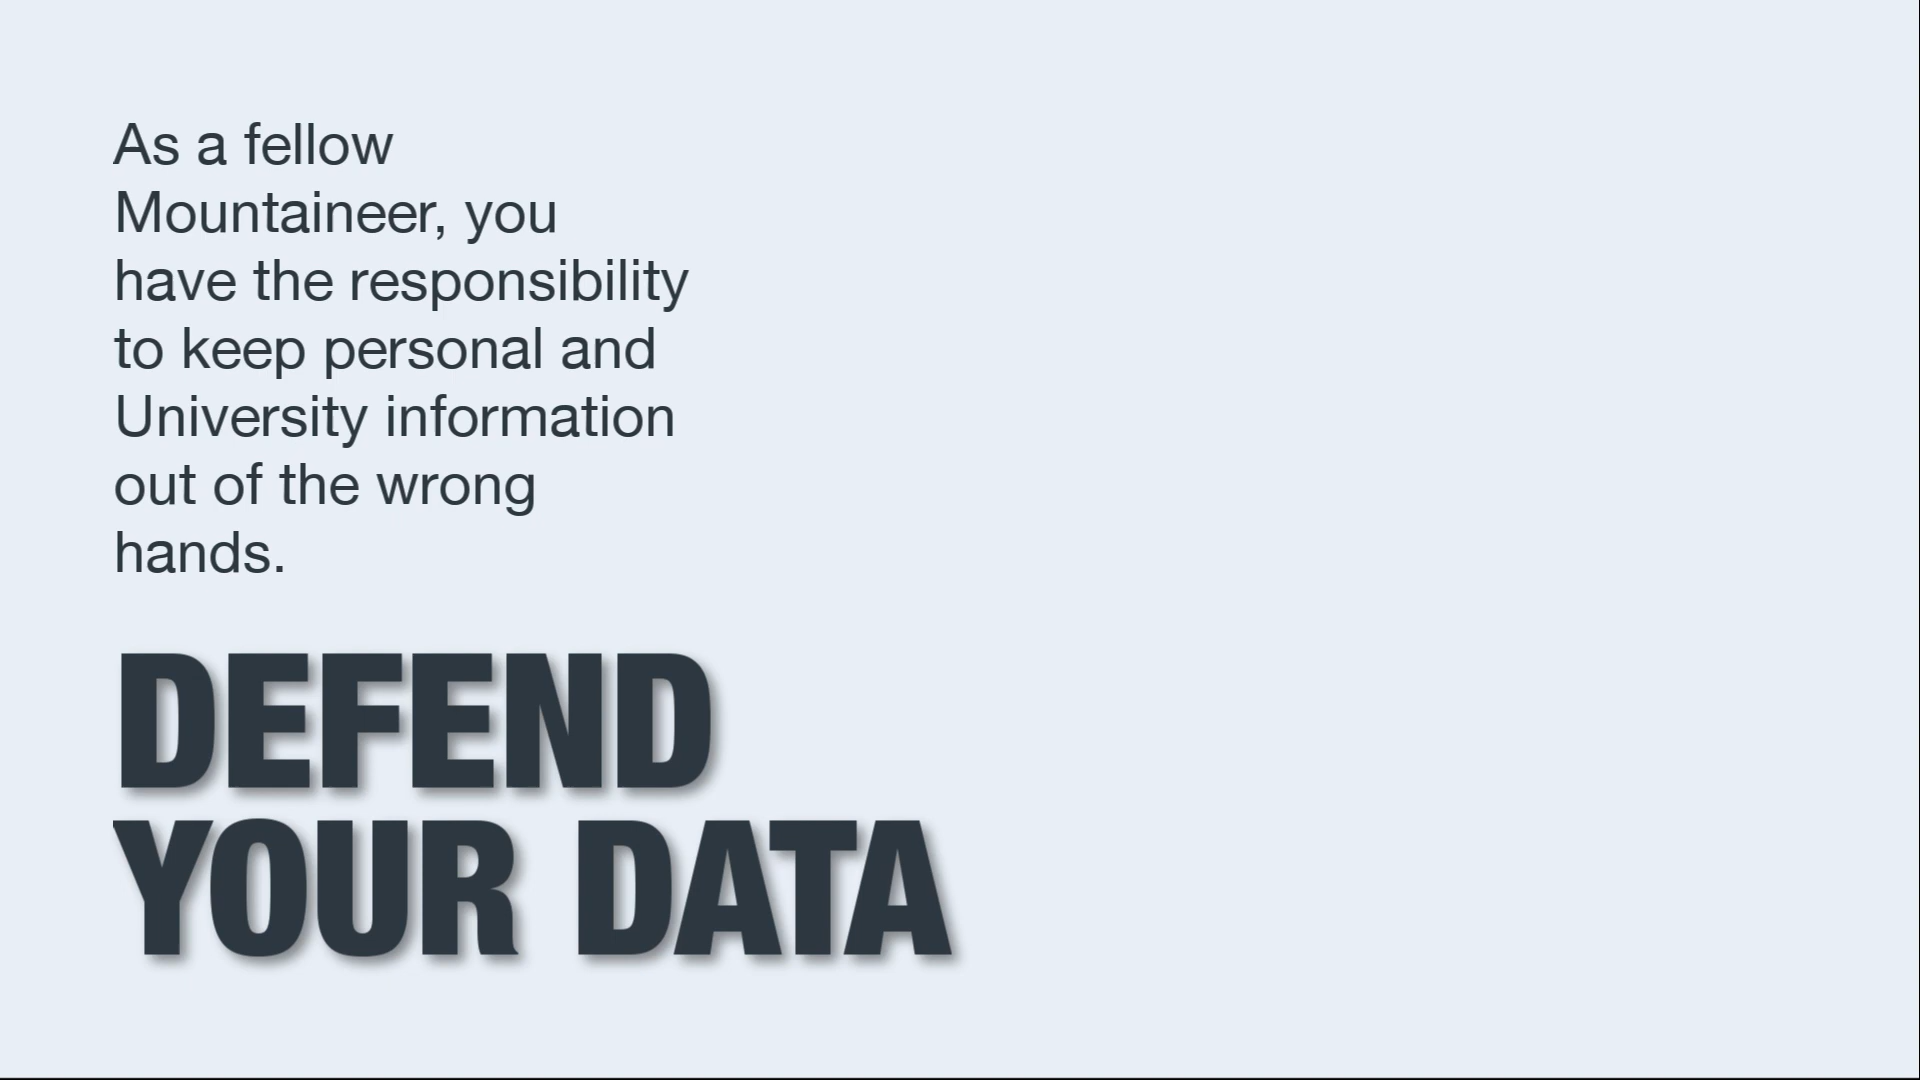 As a fellow
Mountaineer, you
have the responsibility
to keep personal and
University information
out of the wrong
hands.
DEFEND
YOUR DATA